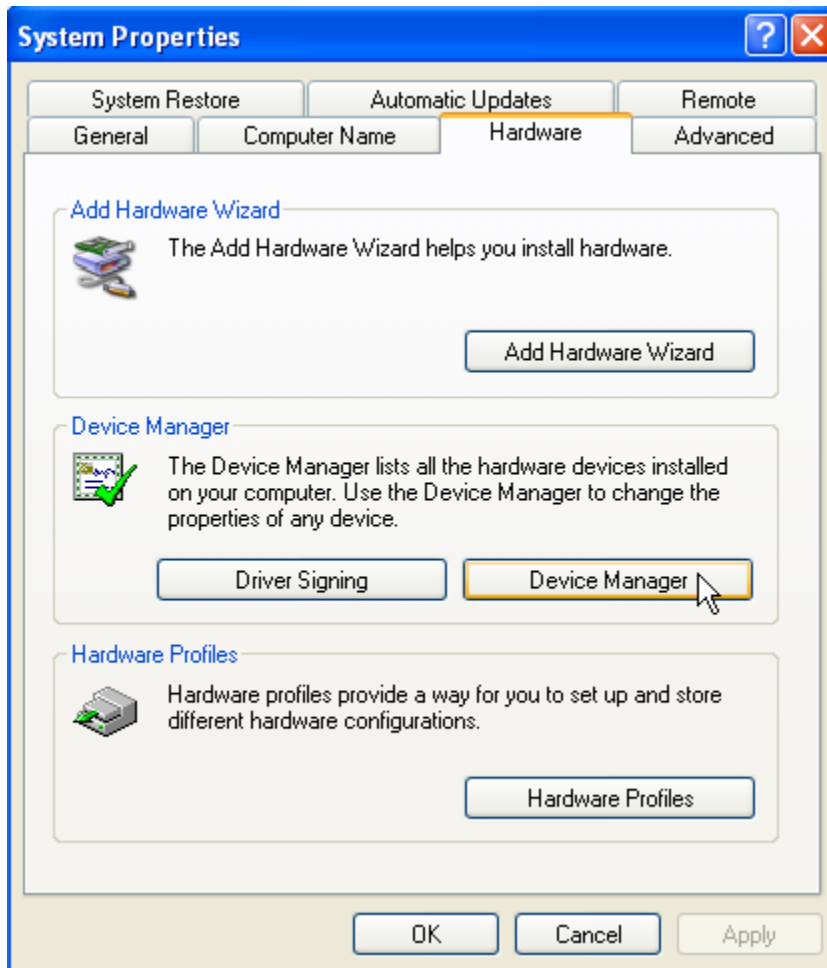 System Properties
System Restore
Automatic Updates
Remote
General
Computer Name
Hardware
Advanced
Add Hardware Wizard
The Add Hardware Wizard helps you install hardware.
Add Hardware Wizard
Device Manager
The Device Manager lists all the hardware devices installed
on your computer. Use the Device Manager to change the
properties of any device.
Driver Signing
Device Manager
Hardware Profiles
Hardware profiles provide a way for you to set up and store
different hardware configurations.
Hardware Profiles
OK
Cancel
Apply